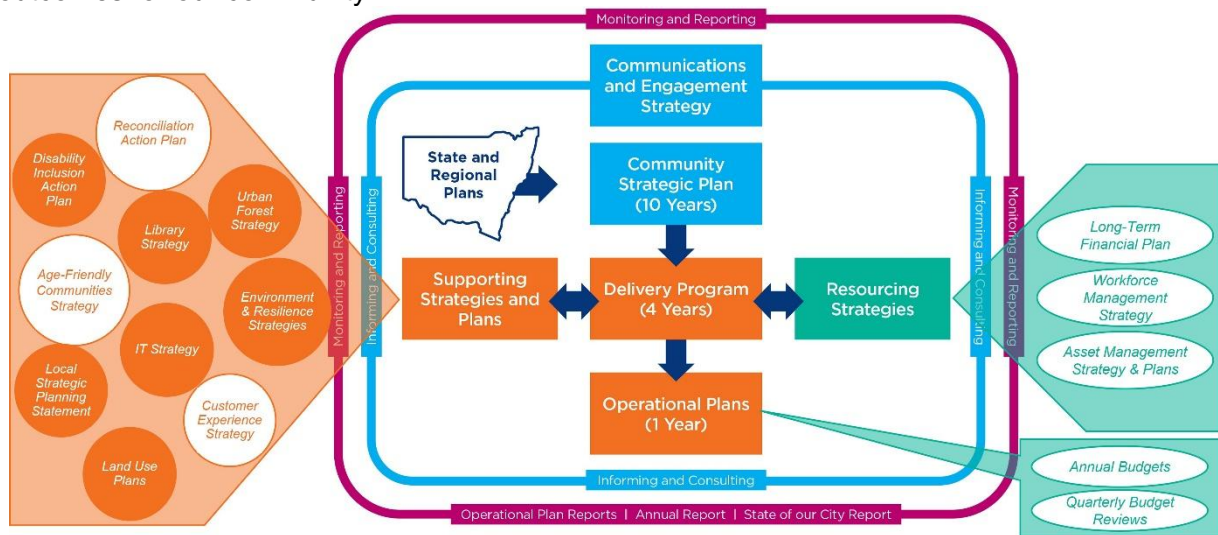 Monitoring and Reporting
Communications
and Engagement
Strategy
Reconciliation
Action Plan
Disability
Inclusion
Action
Plan
Urban
Forest
Strategy
Library
Strategy
Age-Friendly
Communities
Strategy
Environment
& Resilience
Strategies
IT Strategy
Local
Strategic
Planning
Statement
Customer
Experience
Strategy
Land Use
Plans
Monitoring and Reporting
Informing and Consulting
State and
Regional
Plans
Community
Strategic Plan
(10 Years)
Supporting
Strategies and
Plans
Delivery Program
(4 Years)
Resourcing
Strategies
Operational Plans
(1 Year)
Informing and Consulting
Monitoring and Reporting
Long-Term
Financial Plan
Workforce
Management
Strategy
Asset Management
Strategy & Plans
Annual Budgets
Quarterly Budget
Reviews
Informing and Consulting
Operational Plan Reports | Annual Report | State of our City Report